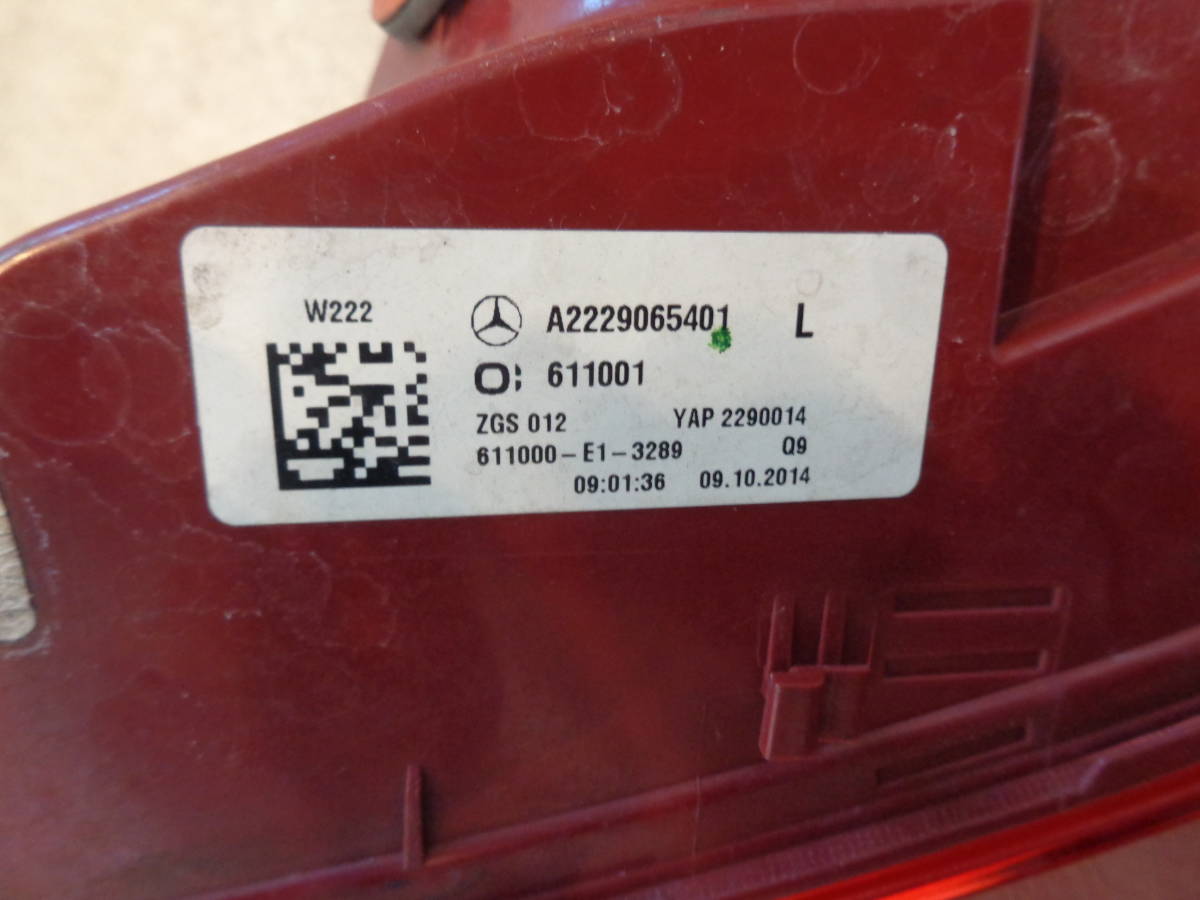 W222
A2229065401 L
O: 611001
ZGS 012 YAP 2290014
611000-E1-3289 Q9
09:01:36 09.10.2014